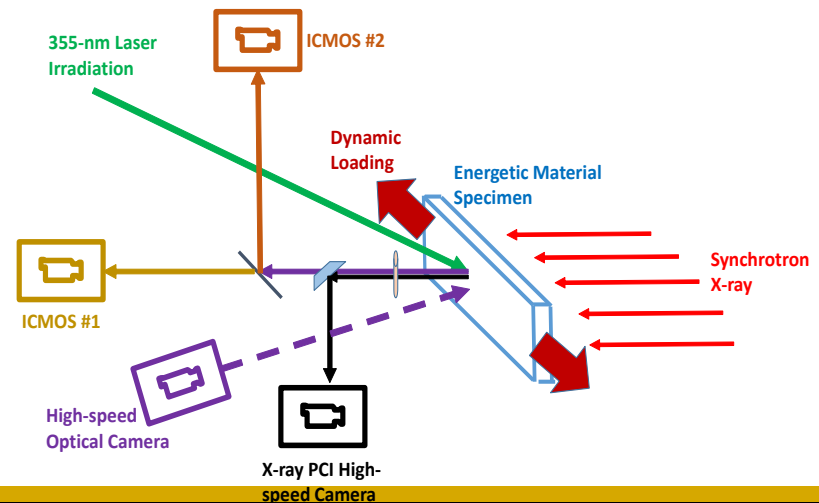 355-nm Laser
Irradiation
ICMOS #2
Dynamic
Loading
Energetic Material
Specimen
Synchrotron
X-ray
ICMOS #1
High-speed
Optical Camera
X-ray PCI High-
speed Camera